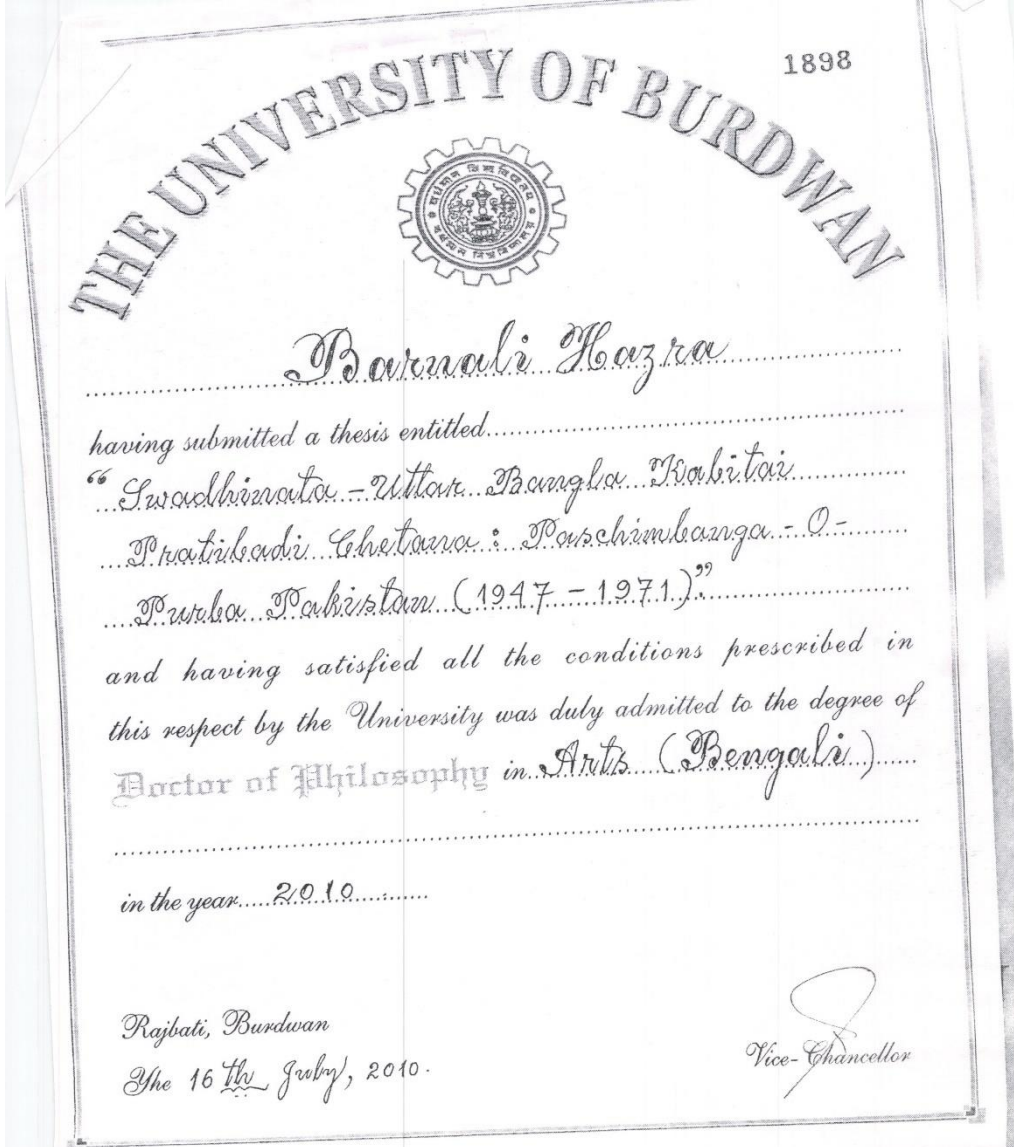 1898
THE UNIVERSITY OF BURDWAN
Barnali Hazra
having submitted a thesis entitled
“Swadhinata - Uttar Bangla Kabitai
Pratibadi Chetana : Paschimbanga - O -
Purba Pakistan (1947 - 1971)”
and having satisfied all the conditions prescribed in
this respect by the University was duly admitted to the degree of
Doctor of Philosophy in Arts (Bengali)
in the year 2010
Rajbati, Burdwan
The 16 th July, 2010.
Vice-Chancellor